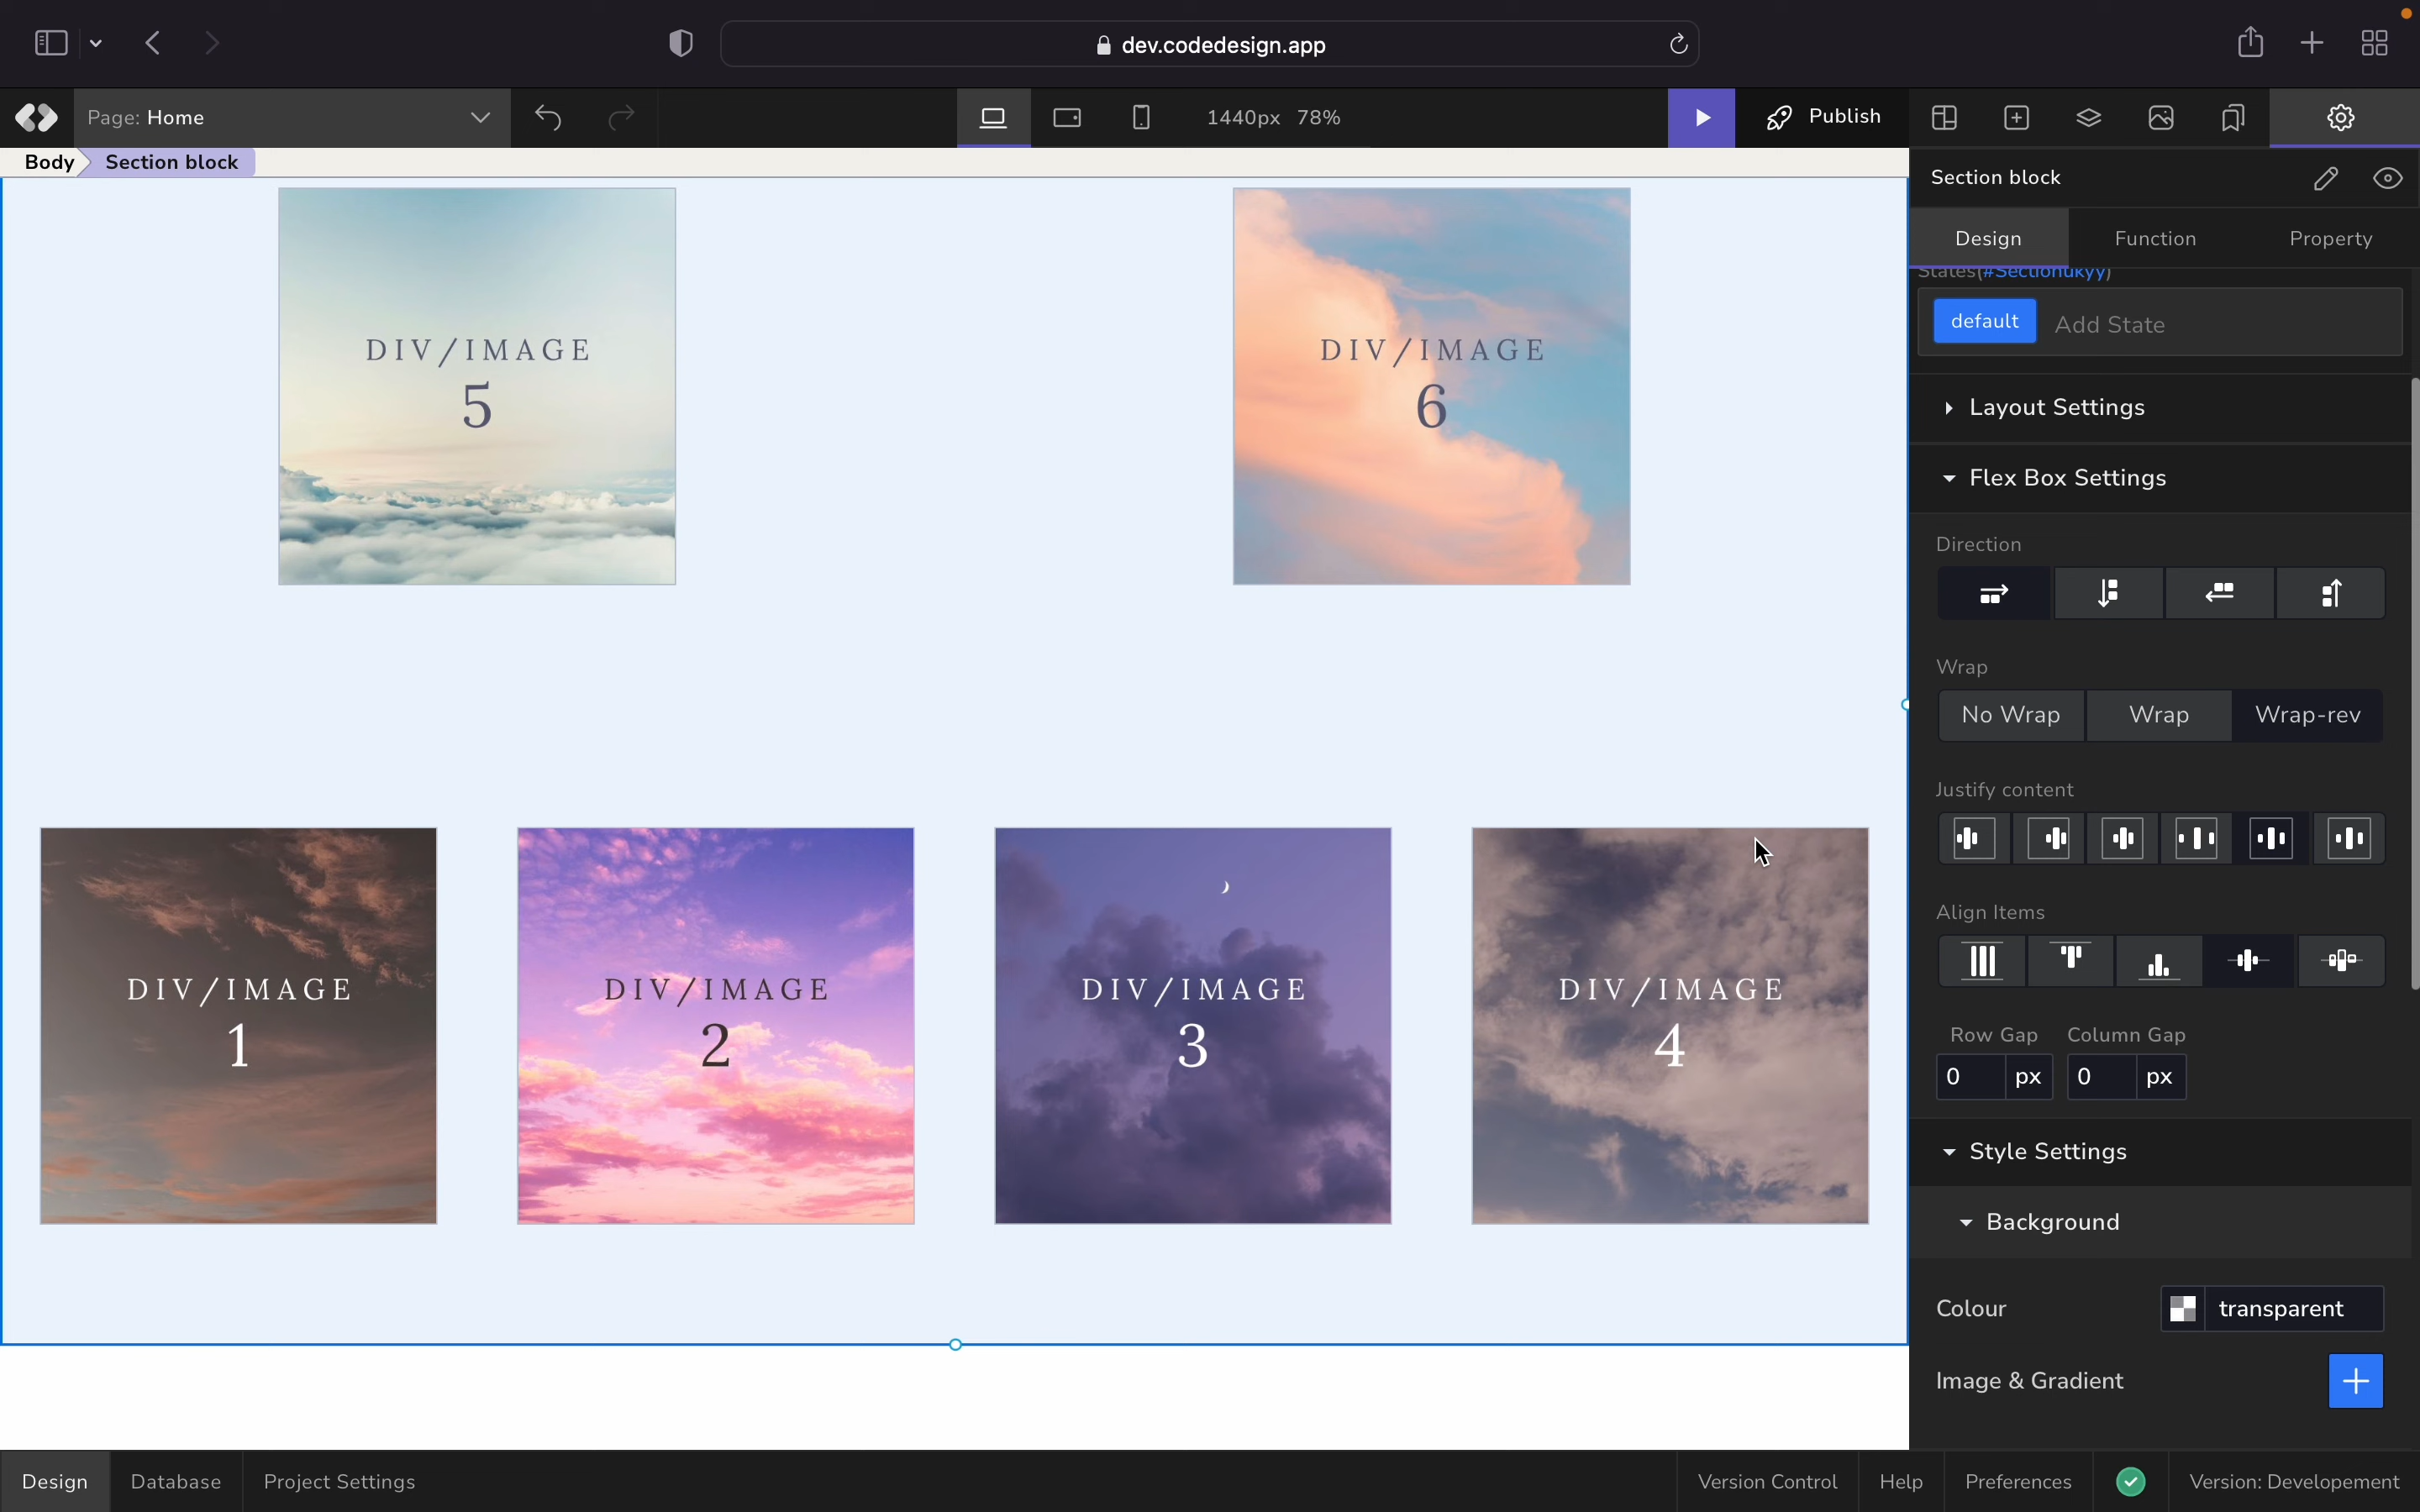 dev.codedesign.app
Page: Home
1440px 78%
Publish
Body
Section block
Section block
Design
Function
Property
States(#Sectionukyy)
default
Add State
Layout Settings
Flex Box Settings
Direction
Wrap
No Wrap
Wrap
Wrap-rev
Justify content
Align Items
Row Gap
Column Gap
0 px
0 px
Style Settings
Background
Colour
transparent
Image & Gradient
DIV/IMAGE
5
DIV/IMAGE
6
DIV/IMAGE
1
DIV/IMAGE
2
DIV/IMAGE
3
DIV/IMAGE
4
Design
Database
Project Settings
Version Control
Help
Preferences
Version: Developement